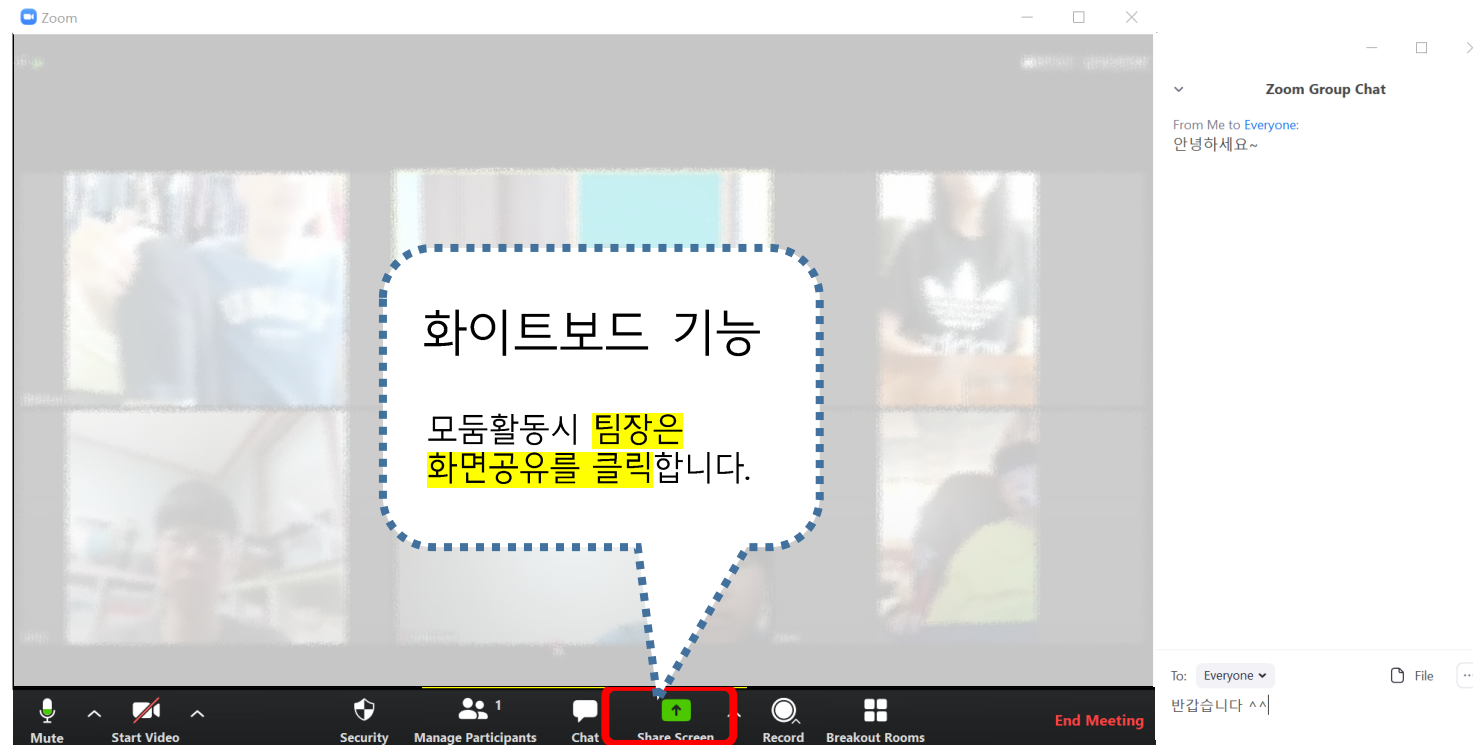 Zoom
Zoom Group Chat
From Me to Everyone:
안녕하세요~
화이트보드 기능
모둠활동시 팀장은
화면공유를 클릭합니다.
To: Everyone
File
반갑습니다 ^^
1
Mute
Start Video
Security
Manage Participants
Chat
Share Screen
Record
Breakout Rooms
End Meeting